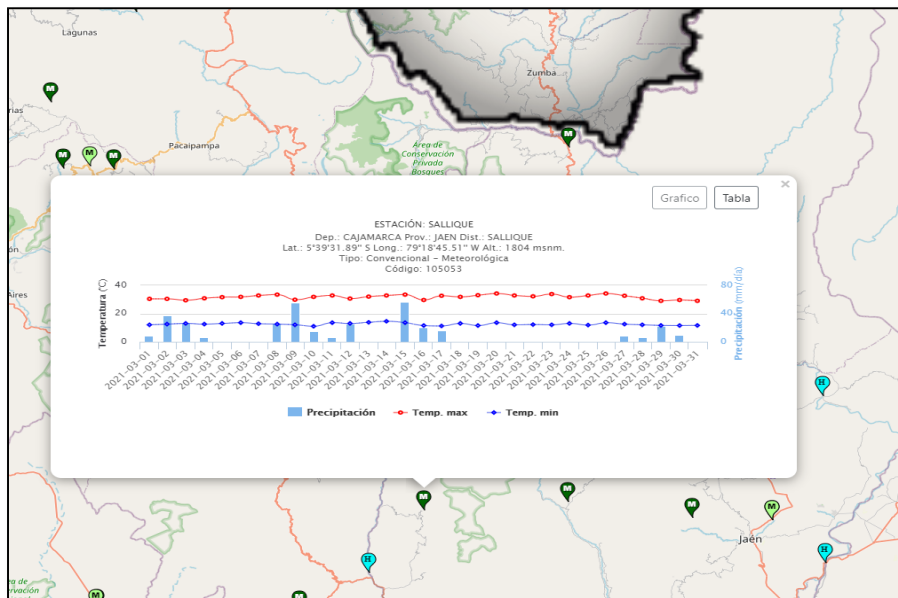 Lagunas
Zumba
M
M
M
M
M
Pacaipampa
Área de
Conservación
Privada
Bosques
×
Grafico
Tabla
ESTACIÓN: SALLIQUE
Dep.: CAJAMARCA Prov.: JAEN Dist.: SALLIQUE
Lat.: 5°39'31.89'' S Long.: 79°18'45.51'' W Alt.: 1804 msnm.
Tipo: Convencional - Meteorológica
Código: 105053
Aires
Temperatura (°C)
40
20
0
80
40
0
Precipitación (mm/día)
2021-03-01
2021-03-02
2021-03-03
2021-03-04
2021-03-05
2021-03-06
2021-03-07
2021-03-08
2021-03-09
2021-03-10
2021-03-11
2021-03-12
2021-03-13
2021-03-14
2021-03-15
2021-03-16
2021-03-17
2021-03-18
2021-03-19
2021-03-20
2021-03-21
2021-03-22
2021-03-23
2021-03-24
2021-03-25
2021-03-26
2021-03-27
2021-03-28
2021-03-29
2021-03-30
2021-03-31
Precipitación
Temp. max
Temp. min
H
M
M
M
M
Jaén
H
H
Área de
M
M